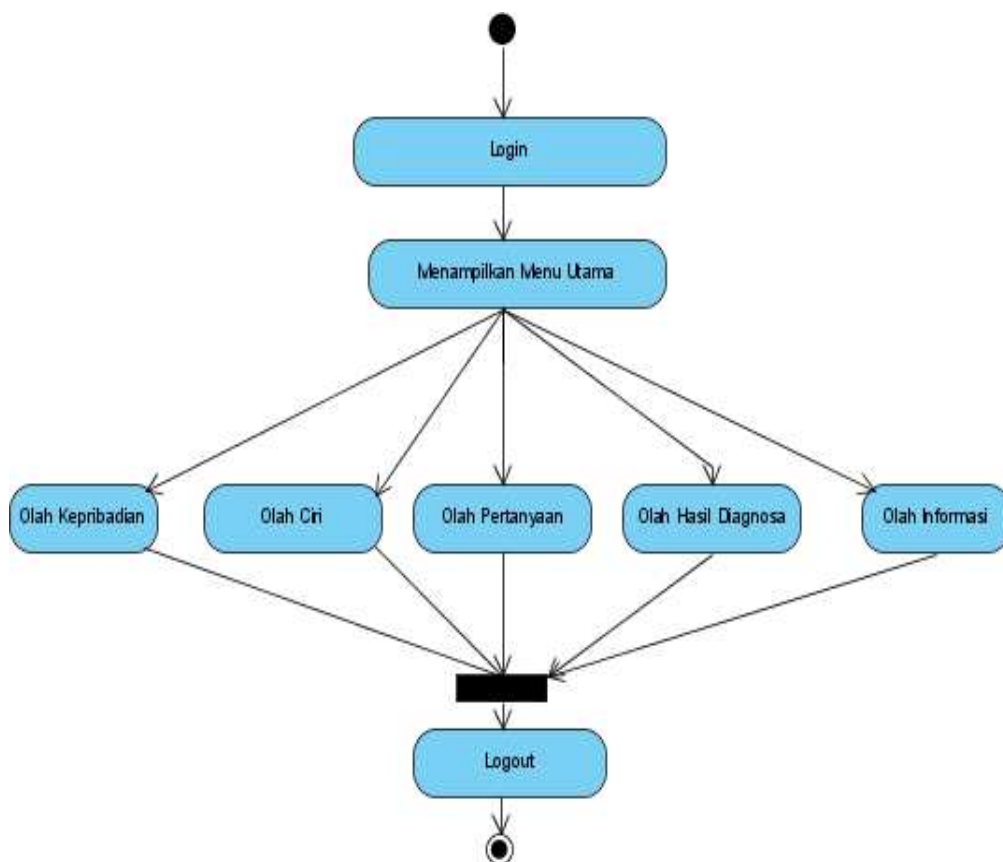 Login
Menampilkan Menu Utama
Olah Kepribadian
Olah Ciri
Olah Pertanyaan
Olah Hasil Diagnosa
Olah Informasi
Logout